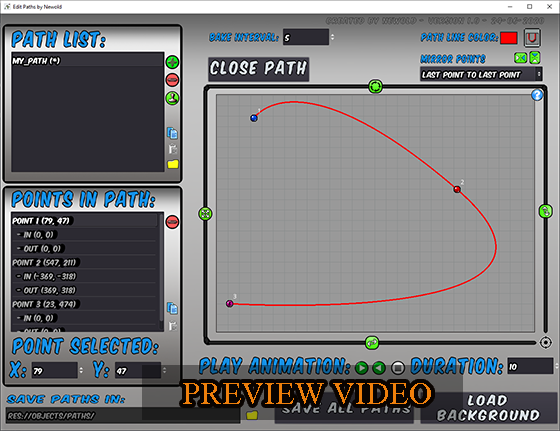 Edit Paths by Newold
CREATED BY NEWOLD - VERSION 1.0 - 24-06-2020
PATH LIST:
BAKE INTERVAL: 5
PATH LINE COLOR:
MY_PATH (*)
MIRROR POINTS
CLOSE PATH
LAST POINT TO LAST POINT
?
1
2
3
POINTS IN PATH:
POINT 1 (79, 47)
- IN (0, 0)
- OUT (0, 0)
POINT 2 (547, 211)
- IN (-369, -318)
- OUT (369, 318)
POINT 3 (23, 474)
- IN (0, 0)
- OUT (0, 0)
POINT SELECTED:
X: 79 Y: 47
PLAY ANIMATION: DURATION: 10
PREVIEW VIDEO
SAVE PATHS IN:
RES://OBJECTS/PATHS/
SAVE ALL PATHS
LOAD
BACKGROUND